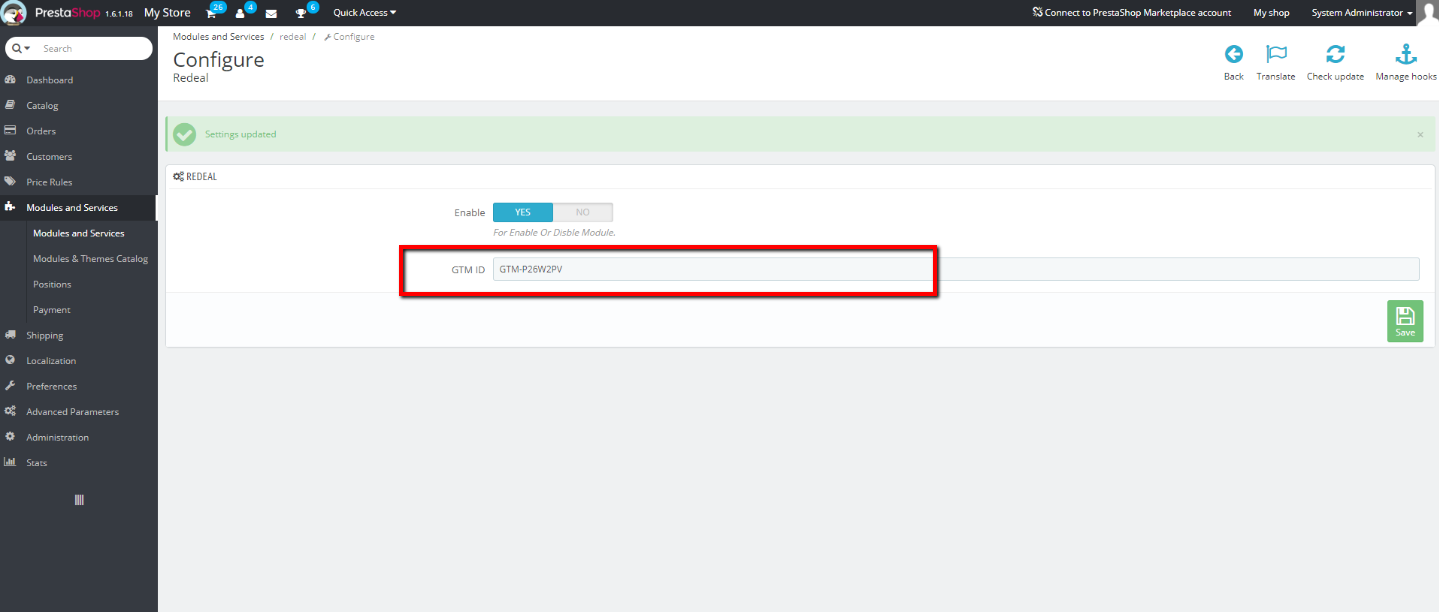 PrestaShop 1.6.1.18 My Store 26 4 6 Quick Access Connect to PrestaShop Marketplace account My shop System Administrator
Search
Dashboard
Catalog
Orders
Customers
Price Rules
Modules and Services
Modules and Services
Modules & Themes Catalog
Positions
Payment
Shipping
Localization
Preferences
Advanced Parameters
Administration
Stats
Modules and Services / redeal / Configure
Configure
Redeal
Back Translate Check update Manage hooks
Settings updated ×
REDEAL
Enable YES NO
For Enable Or Disble Module.
GTM ID GTM-P26W2PV
Save